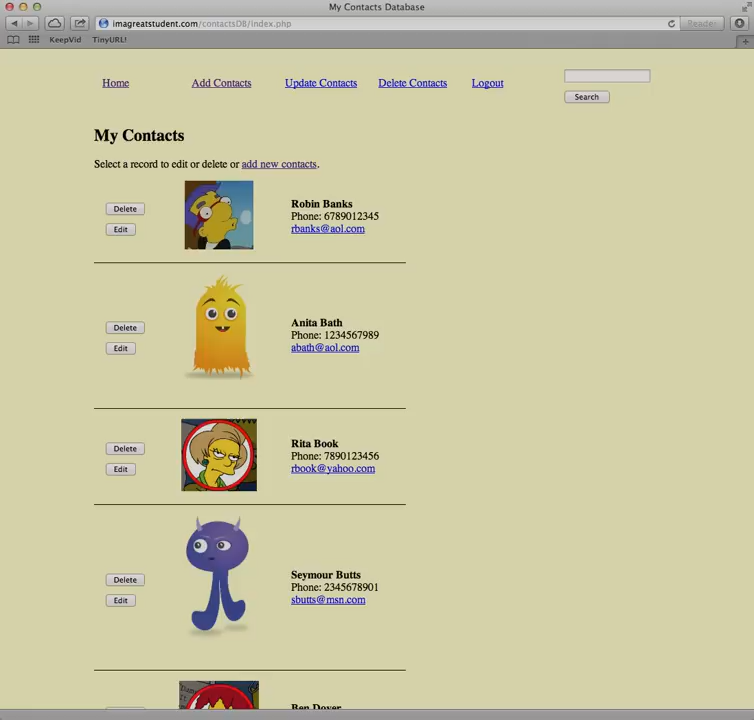 My Contacts Database
imagreatstudent.com/contactsDB/index.php
Reader
KeepVid TinyURL!
Home Add Contacts Update Contacts Delete Contacts Logout
Search
My Contacts
Select a record to edit or delete or add new contacts.
Delete
Edit
Robin Banks
Phone: 6789012345
rbanks@aol.com
Delete
Edit
Anita Bath
Phone: 1234567989
abath@aol.com
Delete
Edit
Rita Book
Phone: 7890123456
rbook@yahoo.com
Delete
Edit
Seymour Butts
Phone: 2345678901
sbutts@msn.com
Ben Dover